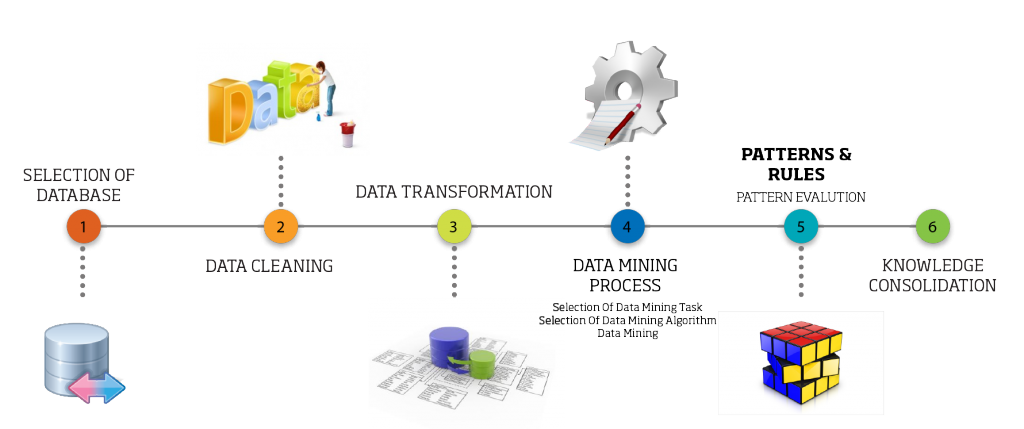 SELECTION OF
DATABASE
1
Data
2
DATA CLEANING
DATA TRANSFORMATION
3
4
DATA MINING
PROCESS
Selection Of Data Mining Task
Selection Of Data Mining Algorithm
Data Mining
PATTERNS &
RULES
PATTERN EVALUTION
5
6
KNOWLEDGE
CONSOLIDATION